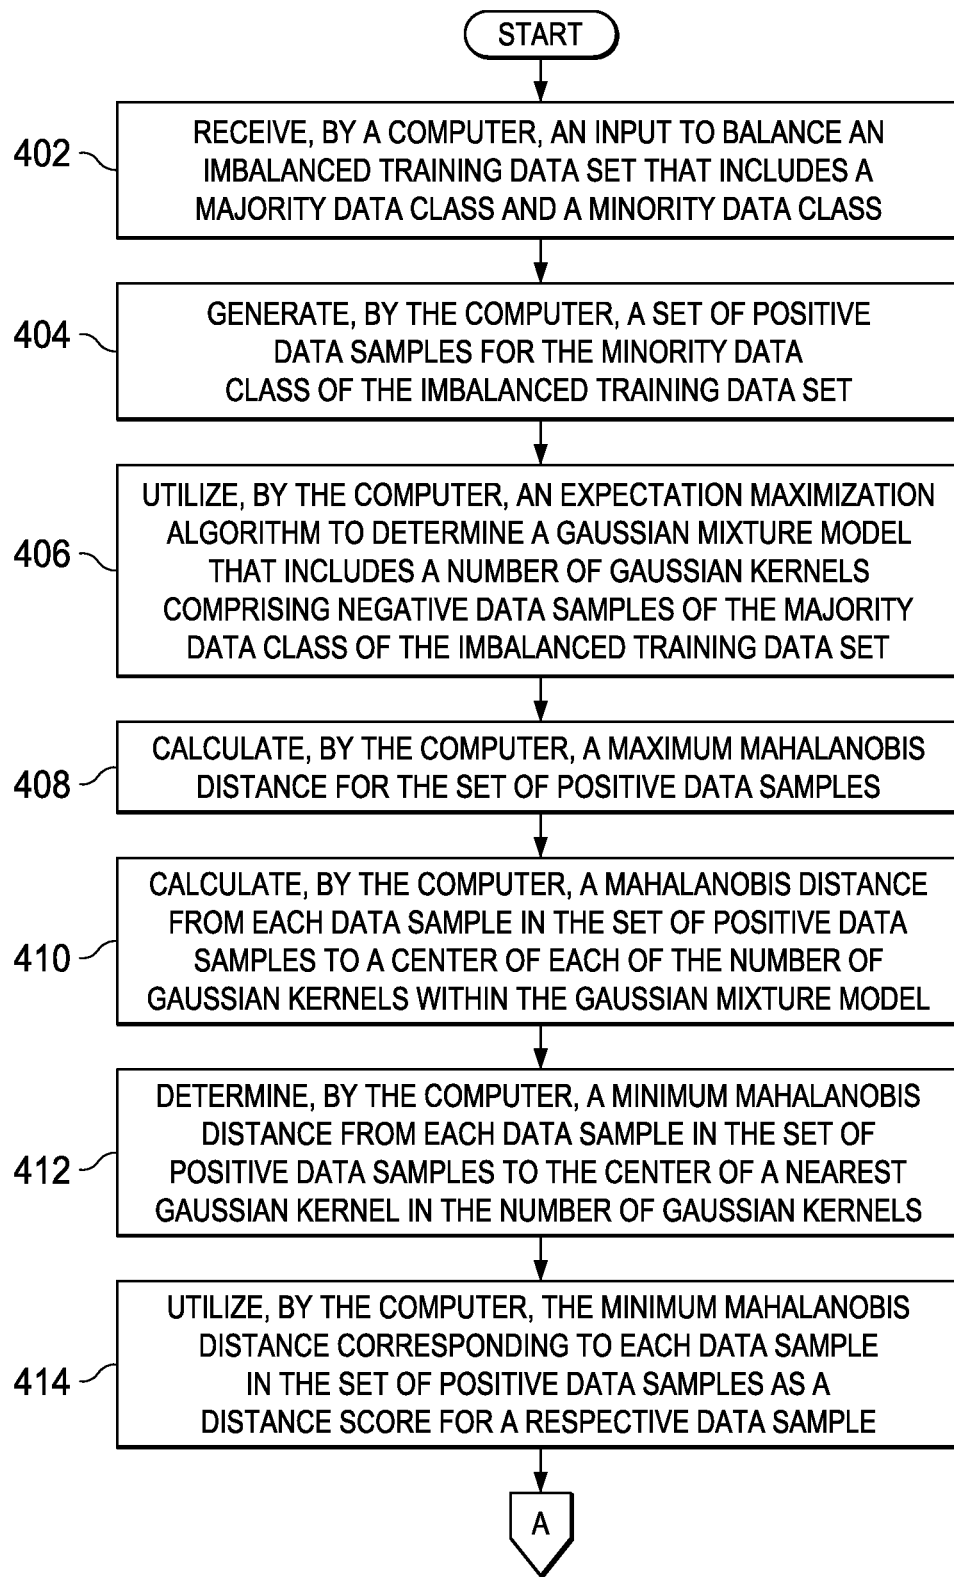 START
402
RECEIVE, BY A COMPUTER, AN INPUT TO BALANCE AN
IMBALANCED TRAINING DATA SET THAT INCLUDES A
MAJORITY DATA CLASS AND A MINORITY DATA CLASS
404
GENERATE, BY THE COMPUTER, A SET OF POSITIVE
DATA SAMPLES FOR THE MINORITY DATA
CLASS OF THE IMBALANCED TRAINING DATA SET
406
UTILIZE, BY THE COMPUTER, AN EXPECTATION MAXIMIZATION
ALGORITHM TO DETERMINE A GAUSSIAN MIXTURE MODEL
THAT INCLUDES A NUMBER OF GAUSSIAN KERNELS
COMPRISING NEGATIVE DATA SAMPLES OF THE MAJORITY
DATA CLASS OF THE IMBALANCED TRAINING DATA SET
408
CALCULATE, BY THE COMPUTER, A MAXIMUM MAHALANOBIS
DISTANCE FOR THE SET OF POSITIVE DATA SAMPLES
410
CALCULATE, BY THE COMPUTER, A MAHALANOBIS DISTANCE
FROM EACH DATA SAMPLE IN THE SET OF POSITIVE DATA
SAMPLES TO A CENTER OF EACH OF THE NUMBER OF
GAUSSIAN KERNELS WITHIN THE GAUSSIAN MIXTURE MODEL
412
DETERMINE, BY THE COMPUTER, A MINIMUM MAHALANOBIS
DISTANCE FROM EACH DATA SAMPLE IN THE SET OF
POSITIVE DATA SAMPLES TO THE CENTER OF A NEAREST
GAUSSIAN KERNEL IN THE NUMBER OF GAUSSIAN KERNELS
414
UTILIZE, BY THE COMPUTER, THE MINIMUM MAHALANOBIS
DISTANCE CORRESPONDING TO EACH DATA SAMPLE
IN THE SET OF POSITIVE DATA SAMPLES AS A
DISTANCE SCORE FOR A RESPECTIVE DATA SAMPLE
A